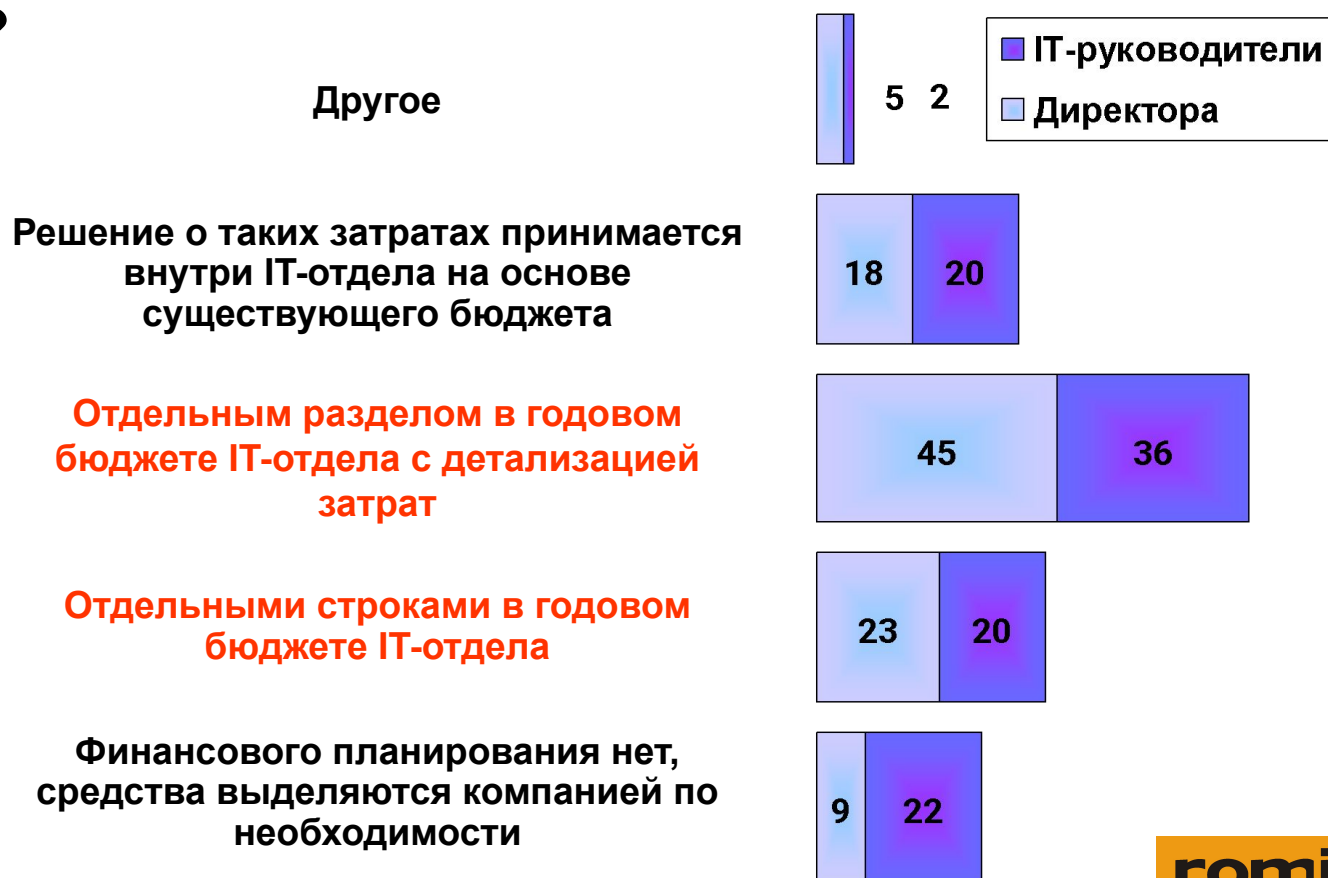 IT-руководители
Директора
Другое
5 2
Решение о таких затратах принимается
внутри IT-отдела на основе
существующего бюджета
18 20
Отдельным разделом в годовом
бюджете IT-отдела с детализацией
затрат
45 36
Отдельными строками в годовом
бюджете IT-отдела
23 20
Финансового планирования нет,
средства выделяются компанией по
необходимости
9 22